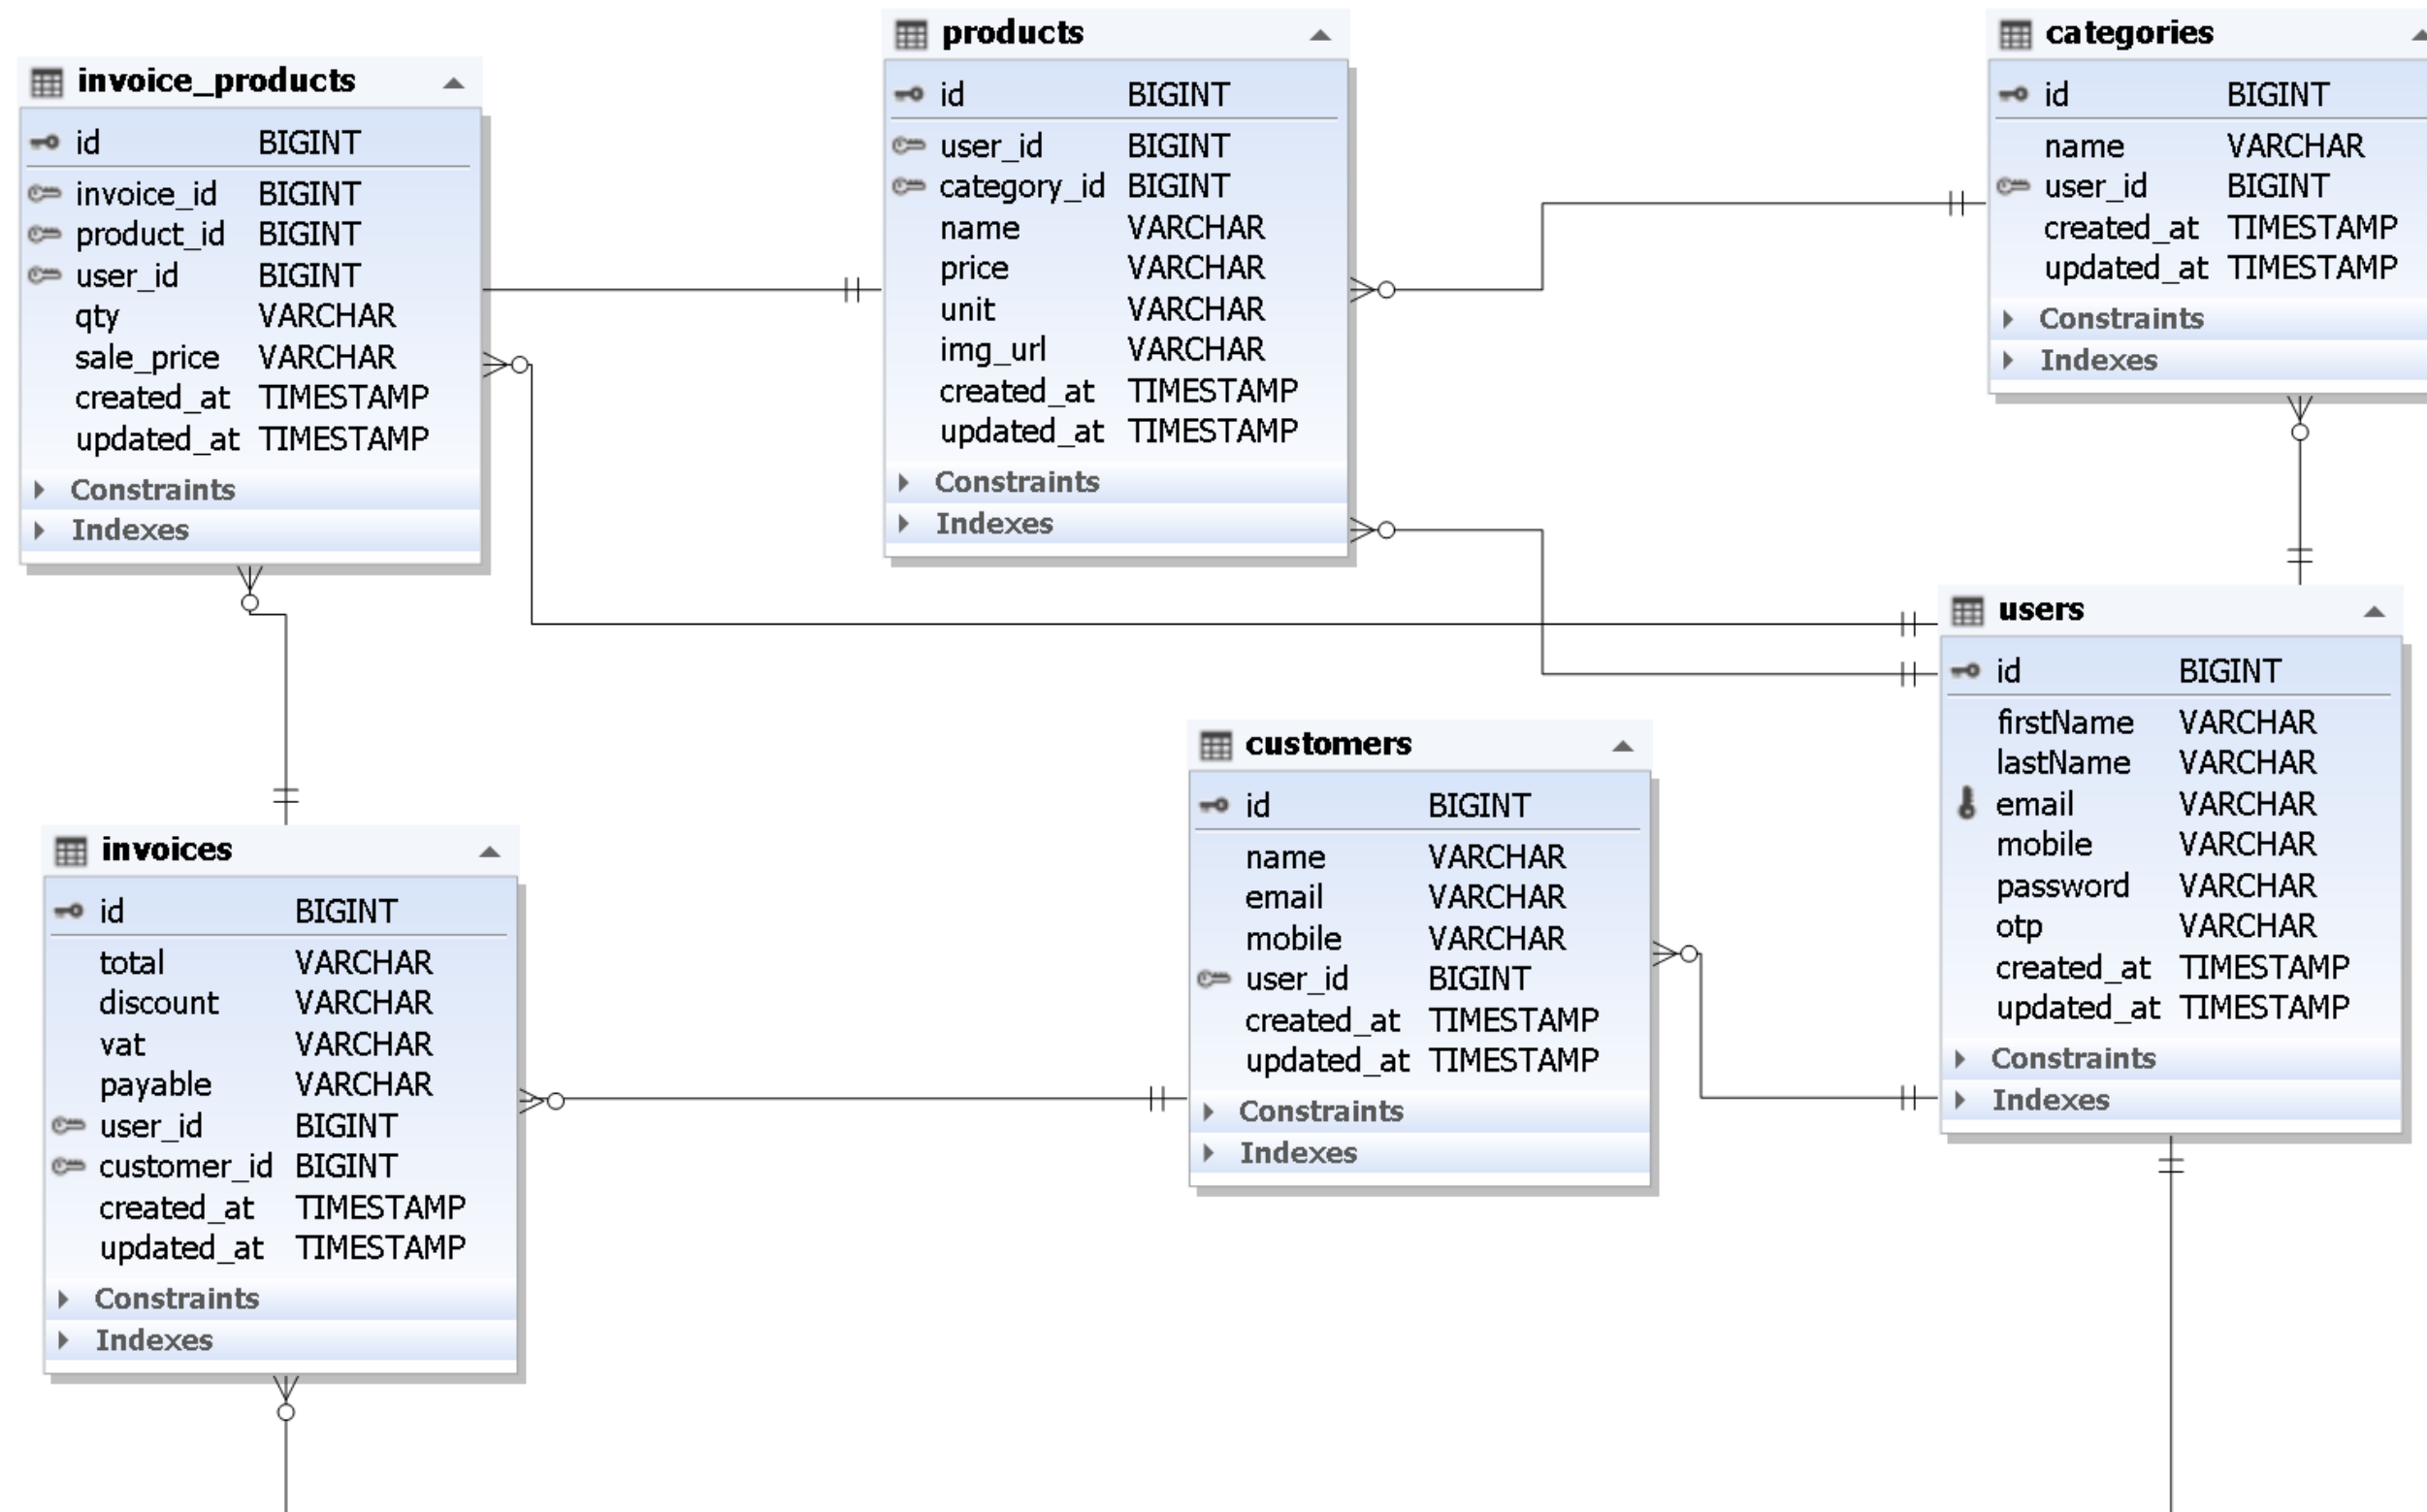 invoice_products
id BIGINT
invoice_id BIGINT
product_id BIGINT
user_id BIGINT
qty VARCHAR
sale_price VARCHAR
created_at TIMESTAMP
updated_at TIMESTAMP
Constraints
Indexes
products
id BIGINT
user_id BIGINT
category_id BIGINT
name VARCHAR
price VARCHAR
unit VARCHAR
img_url VARCHAR
created_at TIMESTAMP
updated_at TIMESTAMP
Constraints
Indexes
categories
id BIGINT
name VARCHAR
user_id BIGINT
created_at TIMESTAMP
updated_at TIMESTAMP
Constraints
Indexes
users
id BIGINT
firstName VARCHAR
lastName VARCHAR
email VARCHAR
mobile VARCHAR
password VARCHAR
otp VARCHAR
created_at TIMESTAMP
updated_at TIMESTAMP
Constraints
Indexes
customers
id BIGINT
name VARCHAR
email VARCHAR
mobile VARCHAR
user_id BIGINT
created_at TIMESTAMP
updated_at TIMESTAMP
Constraints
Indexes
invoices
id BIGINT
total VARCHAR
discount VARCHAR
vat VARCHAR
payable VARCHAR
user_id BIGINT
customer_id BIGINT
created_at TIMESTAMP
updated_at TIMESTAMP
Constraints
Indexes